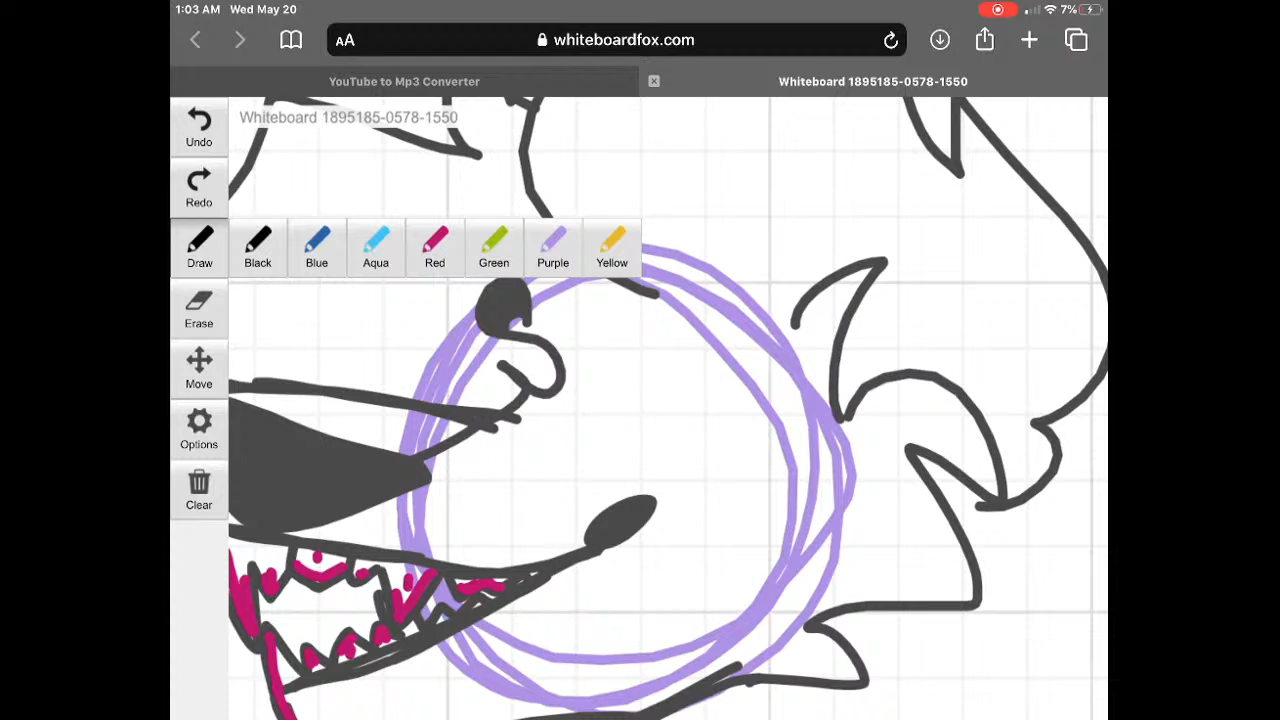 1:03 AM Wed May 20
7%
AA
whiteboardfox.com
YouTube to Mp3 Converter
Whiteboard 1895185-0578-1550
Undo
Whiteboard 1895185-0578-1550
Redo
Draw
Black
Blue
Aqua
Red
Green
Purple
Yellow
Erase
Move
Options
Clear